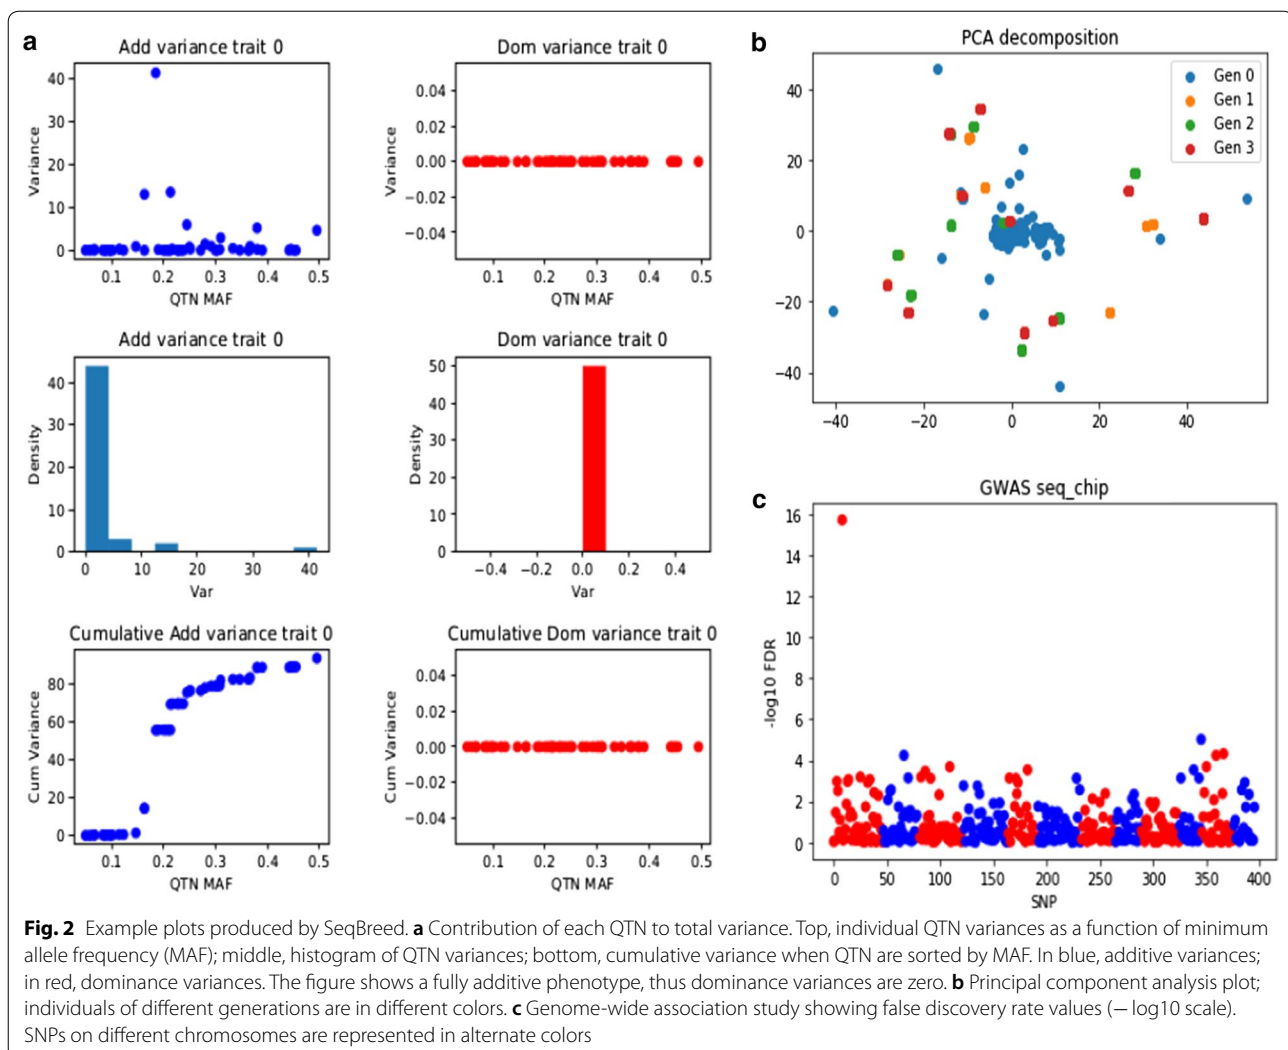 a
Add variance trait 0
Variance
40
30
20
10
0
0.1 0.2 0.3 0.4 0.5
QTN MAF
Dom variance trait 0
Variance
0.04
0.02
0.00
−0.02
−0.04
0.1 0.2 0.3 0.4 0.5
QTN MAF
Add variance trait 0
Density
40
30
20
10
0
0 10 20 30 40
Var
Dom variance trait 0
Density
50
40
30
20
10
0
−0.4 −0.2 0.0 0.2 0.4
Var
Cumulative Add variance trait 0
Cum Variance
80
60
40
20
0
0.1 0.2 0.3 0.4 0.5
QTN MAF
Cumulative Dom variance trait 0
Cum Variance
0.04
0.02
0.00
−0.02
−0.04
0.1 0.2 0.3 0.4 0.5
QTN MAF
b
PCA decomposition
40
20
0
−20
−40
−40 −20 0 20 40
Gen 0
Gen 1
Gen 2
Gen 3
c
GWAS seq_chip
-log10 FDR
16
14
12
10
8
6
4
2
0
0 50 100 150 200 250 300 350 400
SNP
Fig. 2 Example plots produced by SeqBreed. a Contribution of each QTN to total variance. Top, individual QTN variances as a function of minimum
allele frequency (MAF); middle, histogram of QTN variances; bottom, cumulative variance when QTN are sorted by MAF. In blue, additive variances;
in red, dominance variances. The figure shows a fully additive phenotype, thus dominance variances are zero. b Principal component analysis plot;
individuals of different generations are in different colors. c Genome-wide association study showing false discovery rate values (− log10 scale).
SNPs on different chromosomes are represented in alternate colors